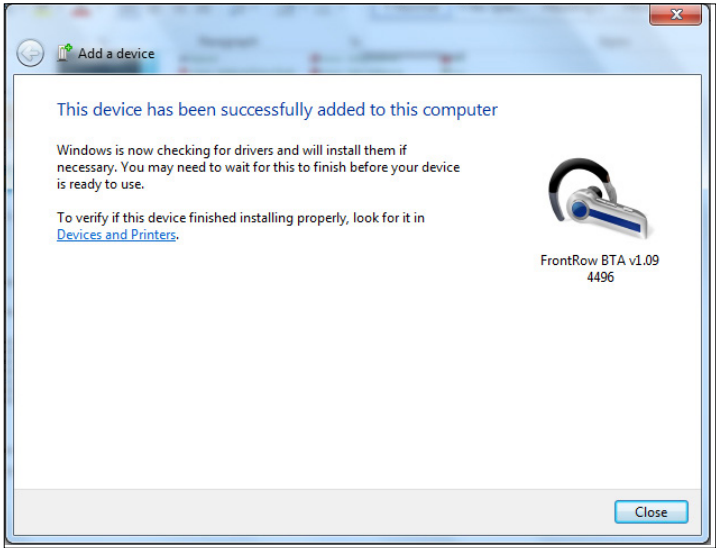 Add a device
This device has been successfully added to this computer
Windows is now checking for drivers and will install them if
necessary. You may need to wait for this to finish before your device
is ready to use.
To verify if this device finished installing properly, look for it in
Devices and Printers.
FrontRow BTA v1.09
4496
Close